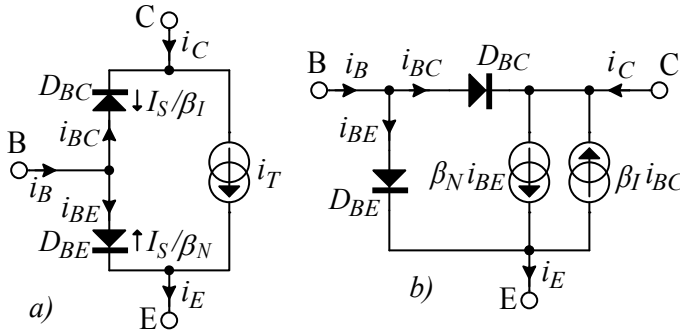 C
i_C
D_BC
↓ I_S/β_I
i_BC
B
i_B
i_T
i_BE
D_BE
↑ I_S/β_N
i_E
E
a)
B
i_B
i_BC
D_BC
i_C
C
i_BE
D_BE
β_N i_BE
β_I i_BC
i_E
E
b)